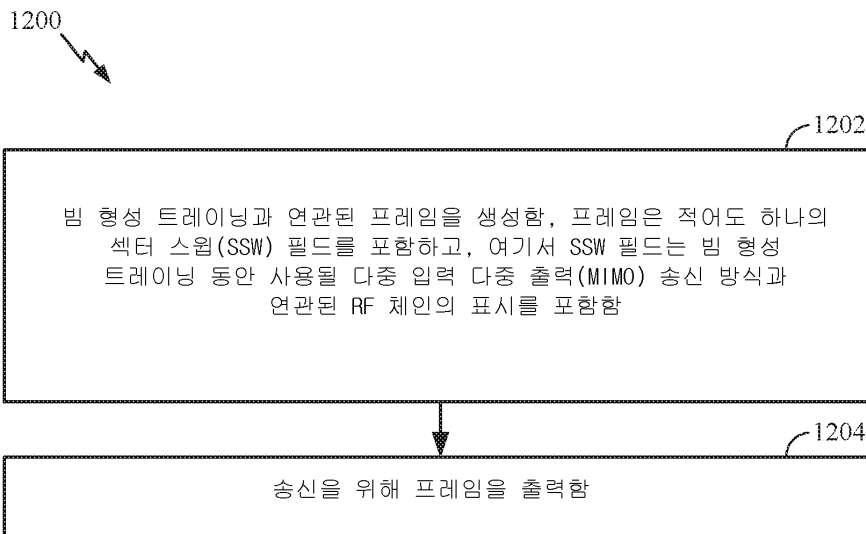 1200
1202
빔 형성 트레이닝과 연관된 프레임을 생성함, 프레임은 적어도 하나의
섹터 스윕(SSW) 필드를 포함하고, 여기서 SSW 필드는 빔 형성
트레이닝 동안 사용될 다중 입력 다중 출력(MIMO) 송신 방식과
연관된 RF 체인의 표시를 포함함
1204
송신을 위해 프레임을 출력함